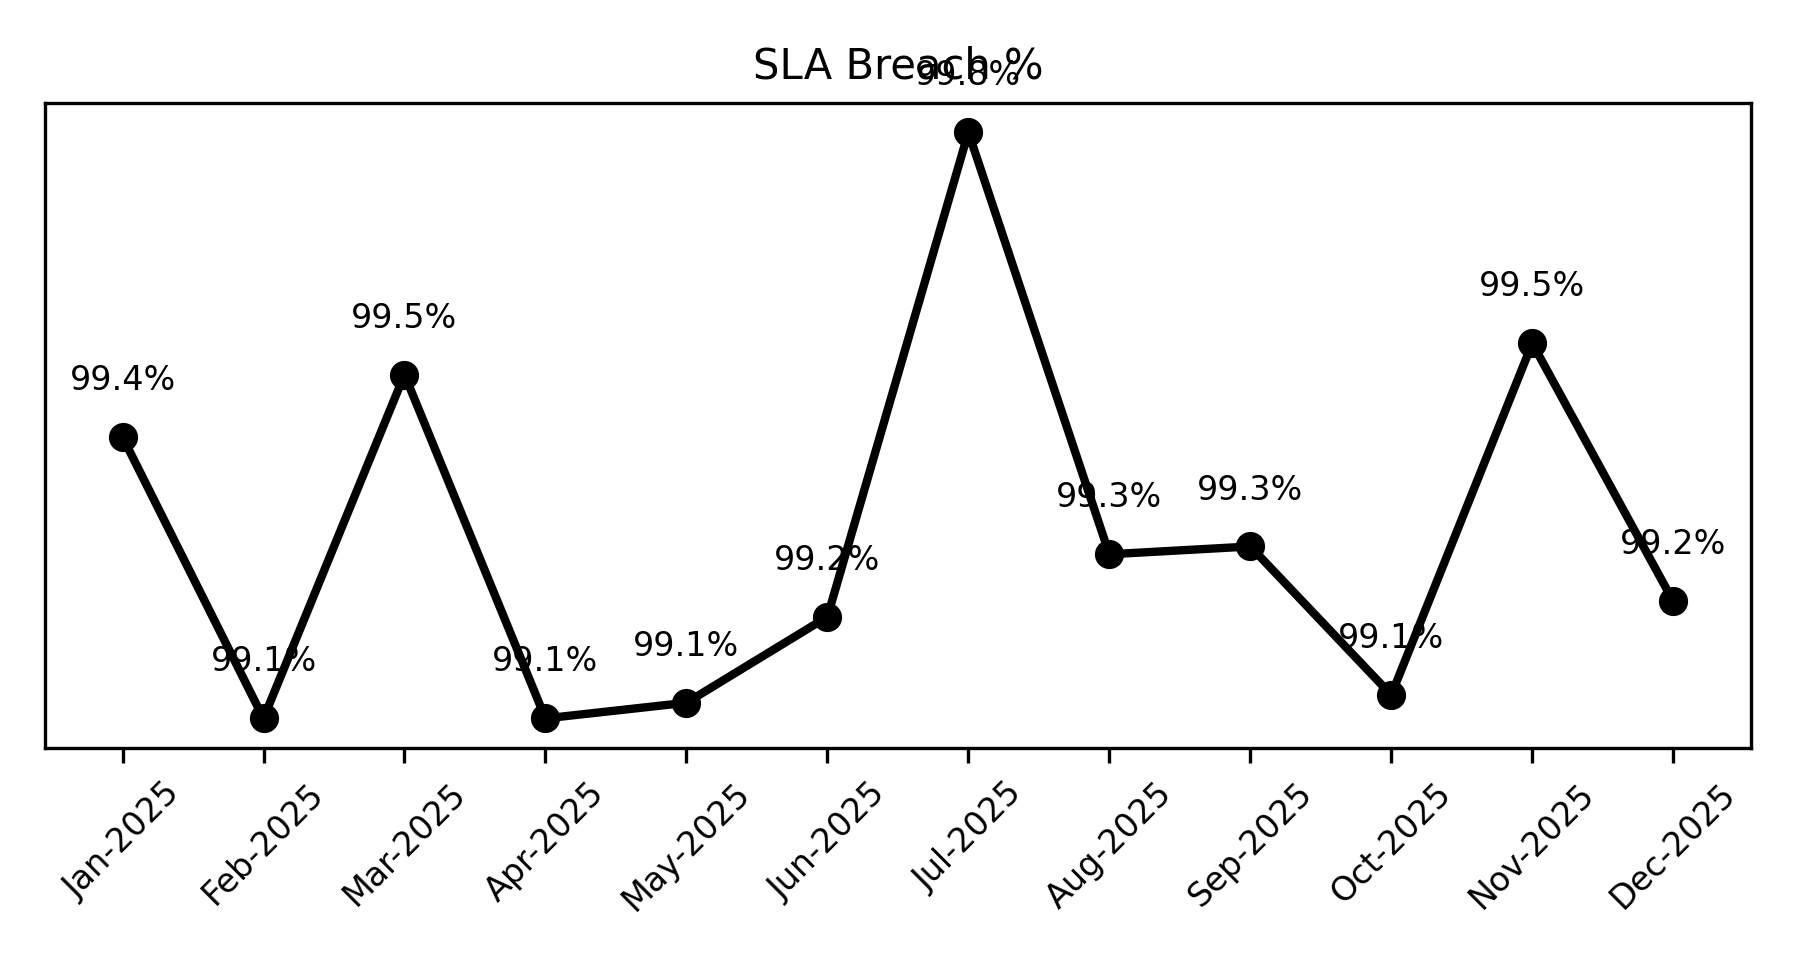 SLA Breach %
99.8%
99.5%
99.5%
99.4%
99.3%
99.3%
99.2%
99.2%
99.1%
99.1%
99.1%
99.1%
Jan-2025
Feb-2025
Mar-2025
Apr-2025
May-2025
Jun-2025
Jul-2025
Aug-2025
Sep-2025
Oct-2025
Nov-2025
Dec-2025